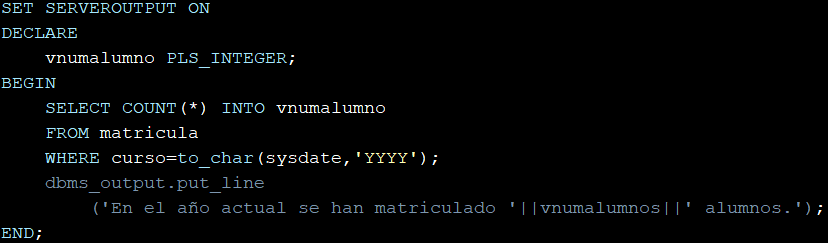 SET SERVEROUTPUT ON
DECLARE
vnumalumno PLS_INTEGER;
BEGIN
SELECT COUNT(*) INTO vnumalumno
FROM matricula
WHERE curso=to_char(sysdate,'YYYY');
dbms_output.put_line
('En el año actual se han matriculado '||vnumalumnos||' alumnos.');
END;